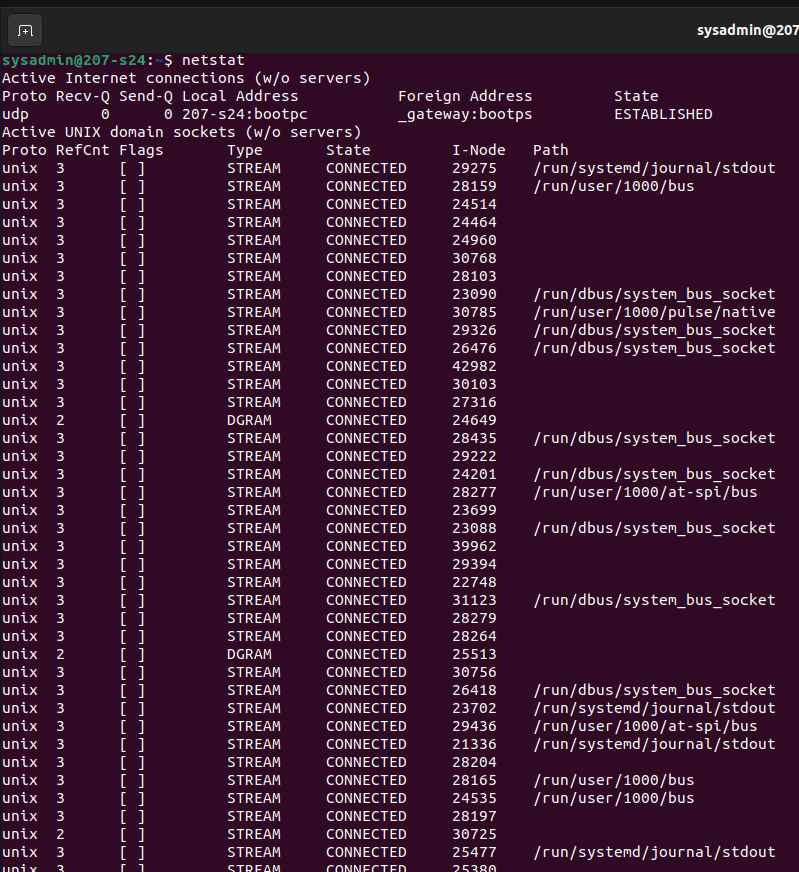 sysadmin@207
sysadmin@207-s24:~$ netstat
Active Internet connections (w/o servers)
Proto Recv-Q Send-Q Local Address           Foreign Address         State
udp        0      0 207-s24:bootpc          _gateway:bootps         ESTABLISHED
Active UNIX domain sockets (w/o servers)
Proto RefCnt Flags       Type       State         I-Node   Path
unix  3      [ ]         STREAM     CONNECTED     29275    /run/systemd/journal/stdout
unix  3      [ ]         STREAM     CONNECTED     28159    /run/user/1000/bus
unix  3      [ ]         STREAM     CONNECTED     24514
unix  3      [ ]         STREAM     CONNECTED     24464
unix  3      [ ]         STREAM     CONNECTED     24960
unix  3      [ ]         STREAM     CONNECTED     30768
unix  3      [ ]         STREAM     CONNECTED     28103
unix  3      [ ]         STREAM     CONNECTED     23090    /run/dbus/system_bus_socket
unix  3      [ ]         STREAM     CONNECTED     30785    /run/user/1000/pulse/native
unix  3      [ ]         STREAM     CONNECTED     29326    /run/dbus/system_bus_socket
unix  3      [ ]         STREAM     CONNECTED     26476    /run/dbus/system_bus_socket
unix  3      [ ]         STREAM     CONNECTED     42982
unix  3      [ ]         STREAM     CONNECTED     30103
unix  3      [ ]         STREAM     CONNECTED     27316
unix  2      [ ]         DGRAM      CONNECTED     24649
unix  3      [ ]         STREAM     CONNECTED     28435    /run/dbus/system_bus_socket
unix  3      [ ]         STREAM     CONNECTED     29222
unix  3      [ ]         STREAM     CONNECTED     24201    /run/dbus/system_bus_socket
unix  3      [ ]         STREAM     CONNECTED     28277    /run/user/1000/at-spi/bus
unix  3      [ ]         STREAM     CONNECTED     23699
unix  3      [ ]         STREAM     CONNECTED     23088    /run/dbus/system_bus_socket
unix  3      [ ]         STREAM     CONNECTED     39962
unix  3      [ ]         STREAM     CONNECTED     29394
unix  3      [ ]         STREAM     CONNECTED     22748
unix  3      [ ]         STREAM     CONNECTED     31123    /run/dbus/system_bus_socket
unix  3      [ ]         STREAM     CONNECTED     28279
unix  3      [ ]         STREAM     CONNECTED     28264
unix  2      [ ]         DGRAM      CONNECTED     25513
unix  3      [ ]         STREAM     CONNECTED     30756
unix  3      [ ]         STREAM     CONNECTED     26418    /run/dbus/system_bus_socket
unix  3      [ ]         STREAM     CONNECTED     23702    /run/systemd/journal/stdout
unix  3      [ ]         STREAM     CONNECTED     29436    /run/user/1000/at-spi/bus
unix  3      [ ]         STREAM     CONNECTED     21336    /run/systemd/journal/stdout
unix  3      [ ]         STREAM     CONNECTED     28204
unix  3      [ ]         STREAM     CONNECTED     28165    /run/user/1000/bus
unix  3      [ ]         STREAM     CONNECTED     24535    /run/user/1000/bus
unix  3      [ ]         STREAM     CONNECTED     28197
unix  2      [ ]         STREAM     CONNECTED     30725
unix  3      [ ]         STREAM     CONNECTED     25477    /run/systemd/journal/stdout
unix  3      [ ]         STREAM     CONNECTED     25380